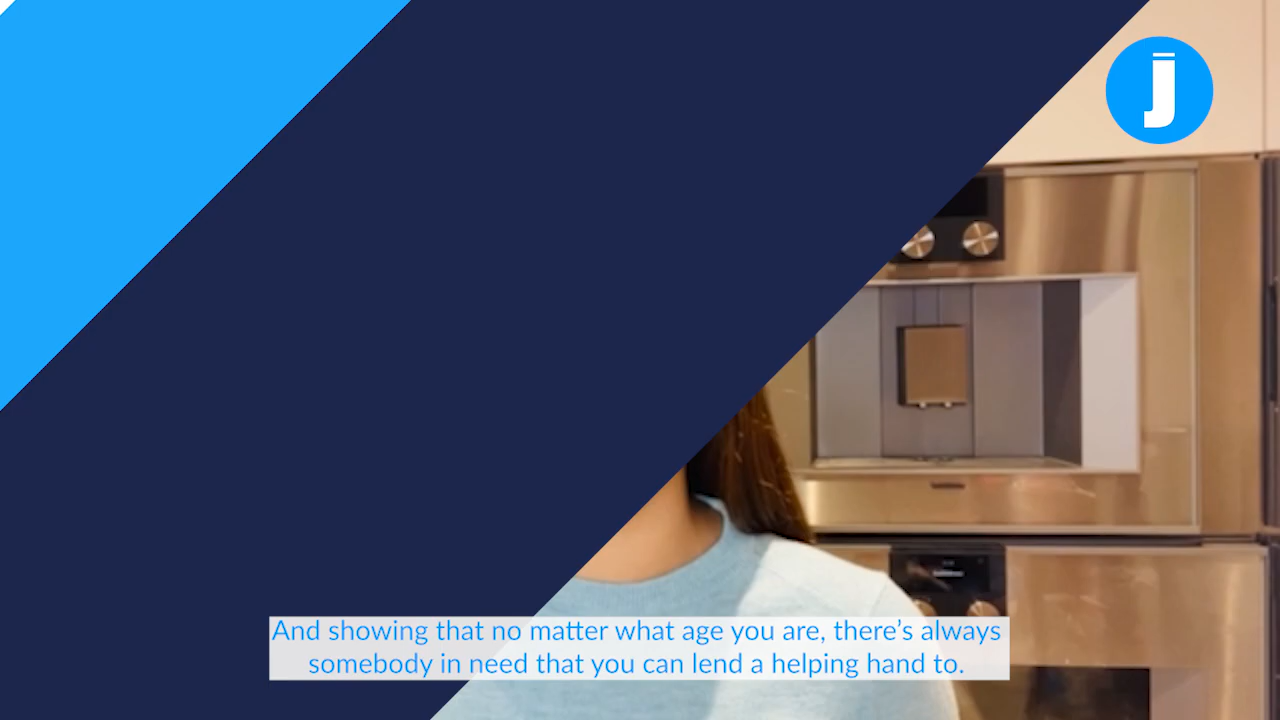 J
And showing that no matter what age you are, there's always
somebody in need that you can lend a helping hand to.